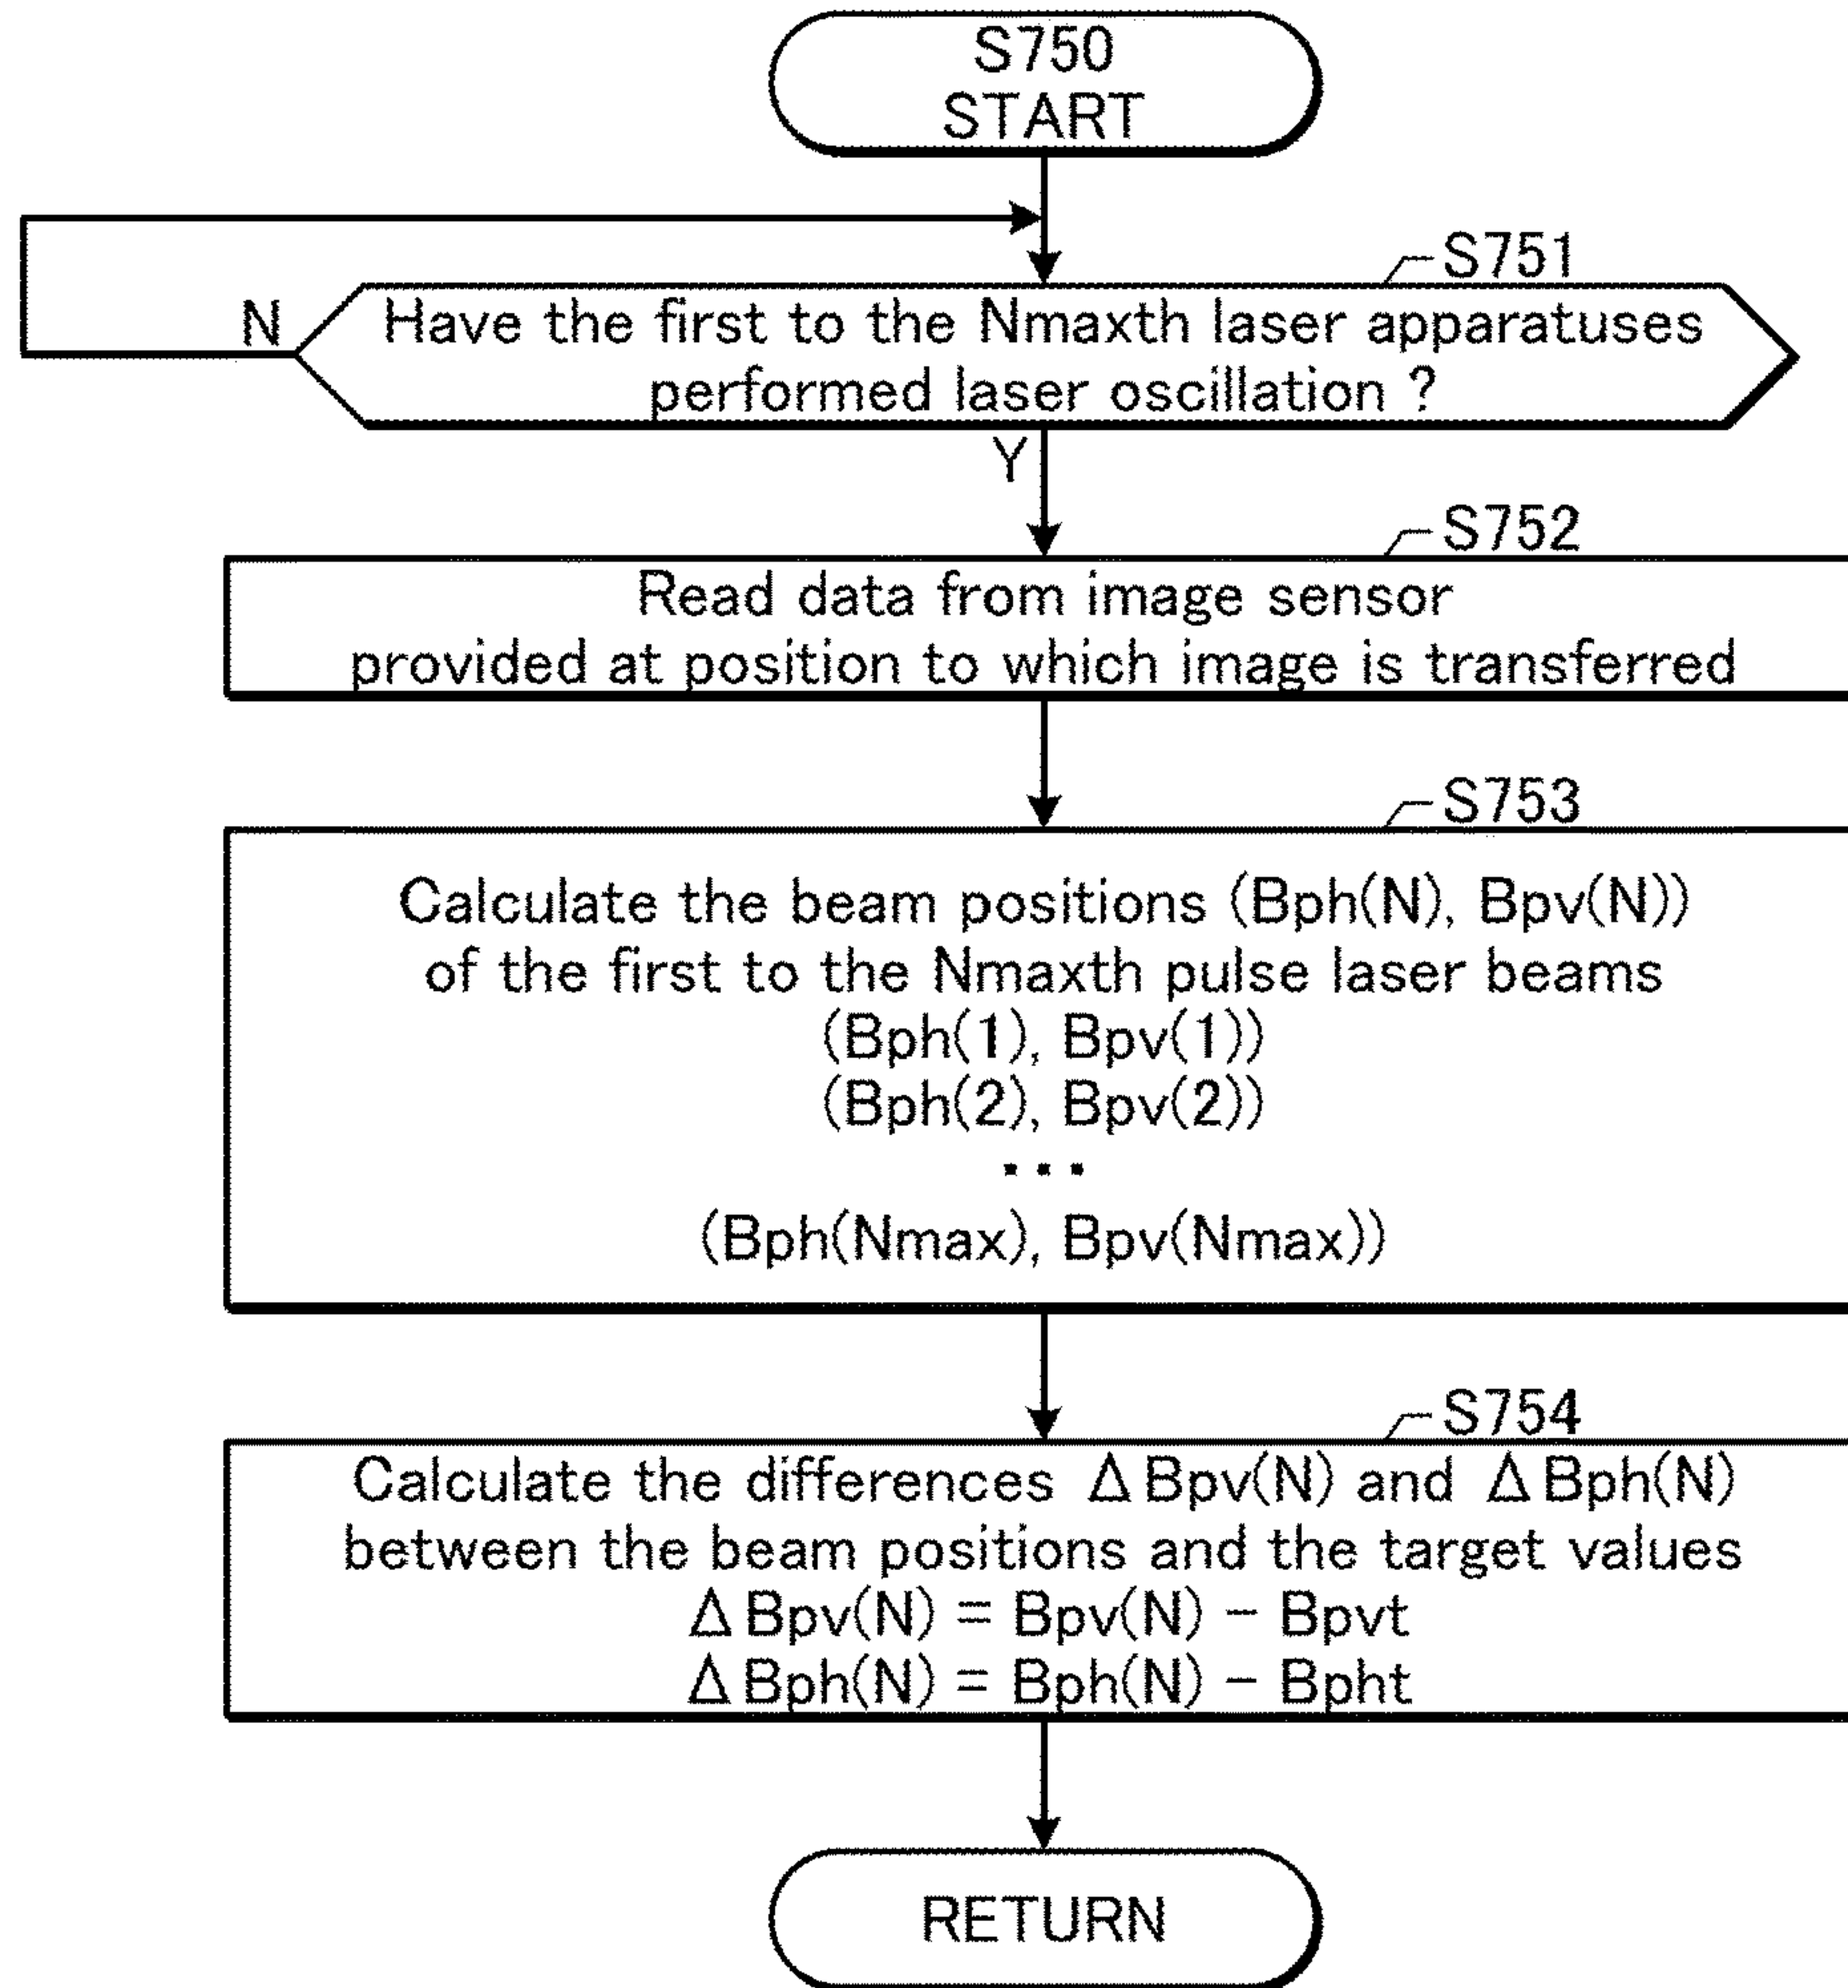 S750
START
S751
N
Have the first to the Nmaxth laser apparatuses
performed laser oscillation ?
Y
S752
Read data from image sensor
provided at position to which image is transferred
S753
Calculate the beam positions (Bph(N), Bpv(N))
of the first to the Nmaxth pulse laser beams
(Bph(1), Bpv(1))
(Bph(2), Bpv(2))
···
(Bph(Nmax), Bpv(Nmax))
S754
Calculate the differences ΔBpv(N) and ΔBph(N)
between the beam positions and the target values
ΔBpv(N) = Bpv(N) − Bpvt
ΔBph(N) = Bph(N) − Bpht
RETURN